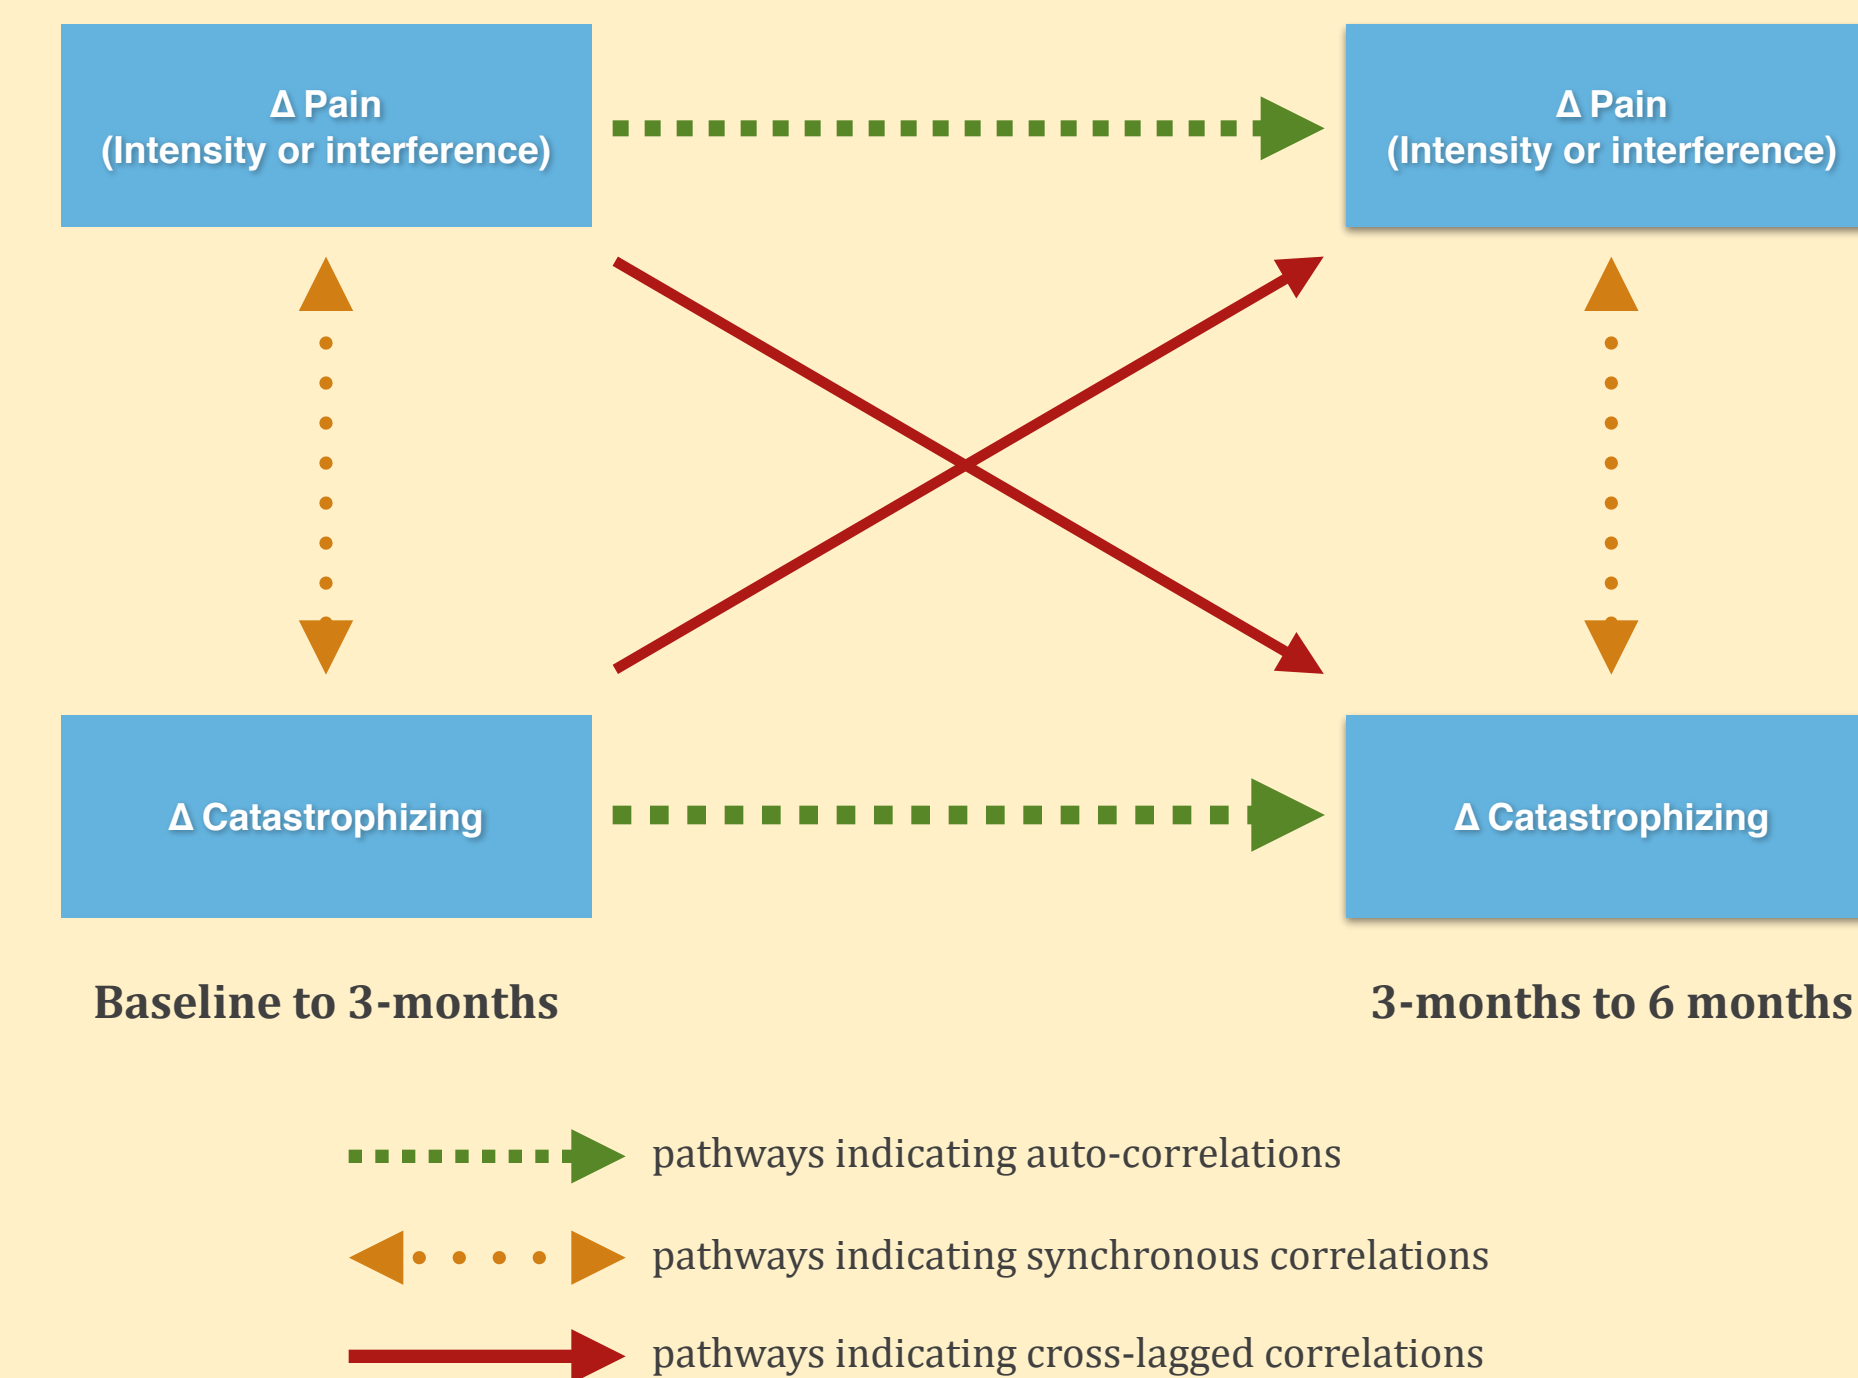 Δ Pain
(Intensity or interference)
Δ Pain
(Intensity or interference)
Δ Catastrophizing
Δ Catastrophizing
Baseline to 3-months
3-months to 6 months
pathways indicating auto-correlations
pathways indicating synchronous correlations
pathways indicating cross-lagged correlations